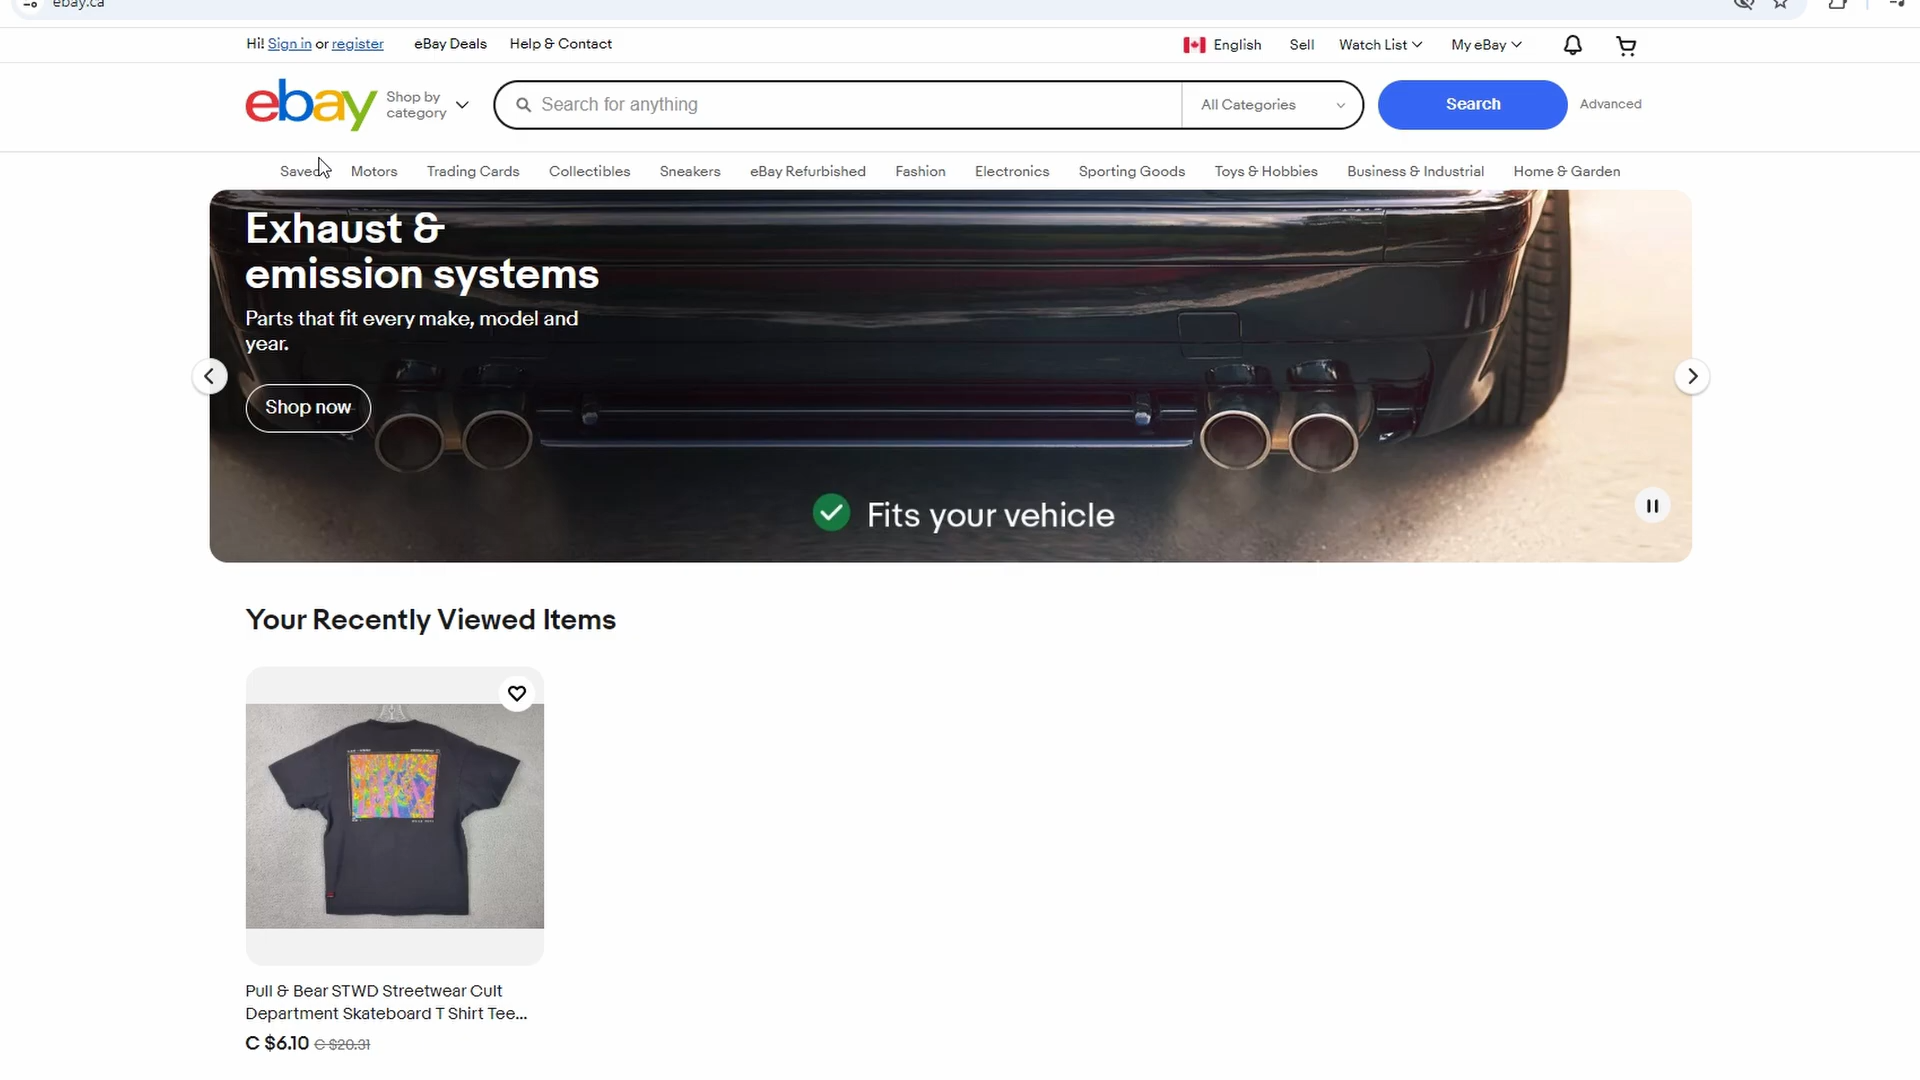 ebay.ca
Hi! Sign in or register eBay Deals Help & Contact English Sell Watch List My eBay
ebay Shop by category Search for anything All Categories Search Advanced
Saved Motors Trading Cards Collectibles Sneakers eBay Refurbished Fashion Electronics Sporting Goods Toys & Hobbies Business & Industrial Home & Garden
Exhaust &
emission systems
Parts that fit every make, model and
year.
Shop now
Fits your vehicle
Your Recently Viewed Items
Pull & Bear STWD Streetwear Cult
Department Skateboard T Shirt Tee...
C $6.10 C $20.31